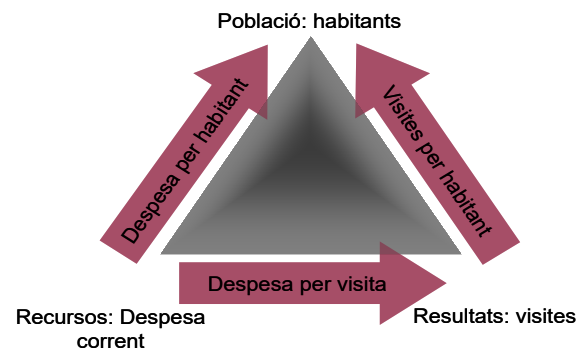 Població: habitants
Despesa per habitant
Visites per habitant
Despesa per visita
Recursos: Despesa
corrent
Resultats: visites